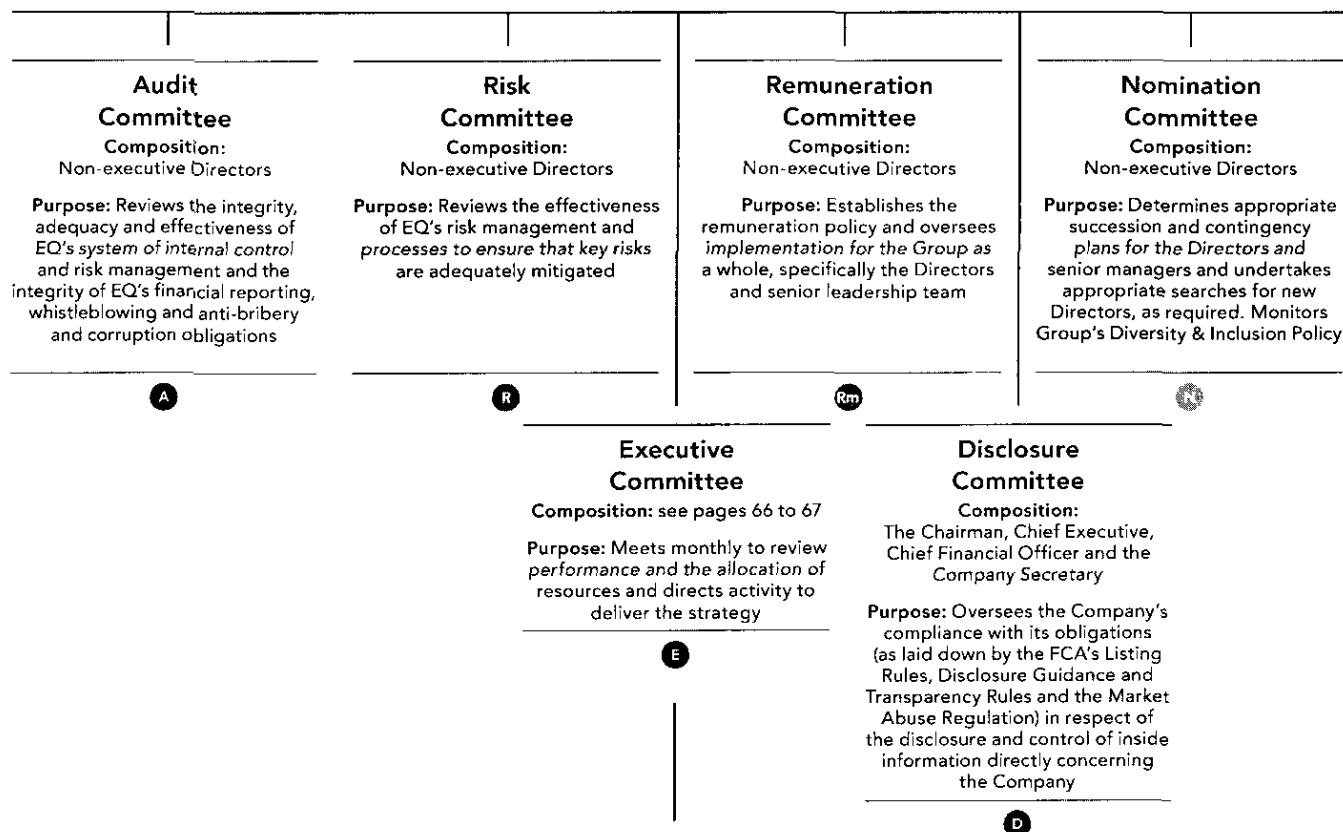 Audit
Committee
Composition:
Non-executive Directors
Purpose: Reviews the integrity,
adequacy and effectiveness of
EQ's system of internal control
and risk management and the
integrity of EQ's financial reporting,
whistleblowing and anti-bribery
and corruption obligations
A
Risk
Committee
Composition:
Non-executive Directors
Purpose: Reviews the effectiveness
of EQ's risk management and
processes to ensure that key risks
are adequately mitigated
R
Remuneration
Committee
Composition:
Non-executive Directors
Purpose: Establishes the
remuneration policy and oversees
implementation for the Group as
a whole, specifically the Directors
and senior leadership team
Rm
Nomination
Committee
Composition:
Non-executive Directors
Purpose: Determines appropriate
succession and contingency
plans for the Directors and
senior managers and undertakes
appropriate searches for new
Directors, as required. Monitors
Group's Diversity & Inclusion Policy
N
Executive
Committee
Composition: see pages 66 to 67
Purpose: Meets monthly to review
performance and the allocation of
resources and directs activity to
deliver the strategy
E
Disclosure
Committee
Composition:
The Chairman, Chief Executive,
Chief Financial Officer and the
Company Secretary
Purpose: Oversees the Company's
compliance with its obligations
(as laid down by the FCA's Listing
Rules, Disclosure Guidance and
Transparency Rules and the Market
Abuse Regulation) in respect of
the disclosure and control of inside
information directly concerning
the Company
D